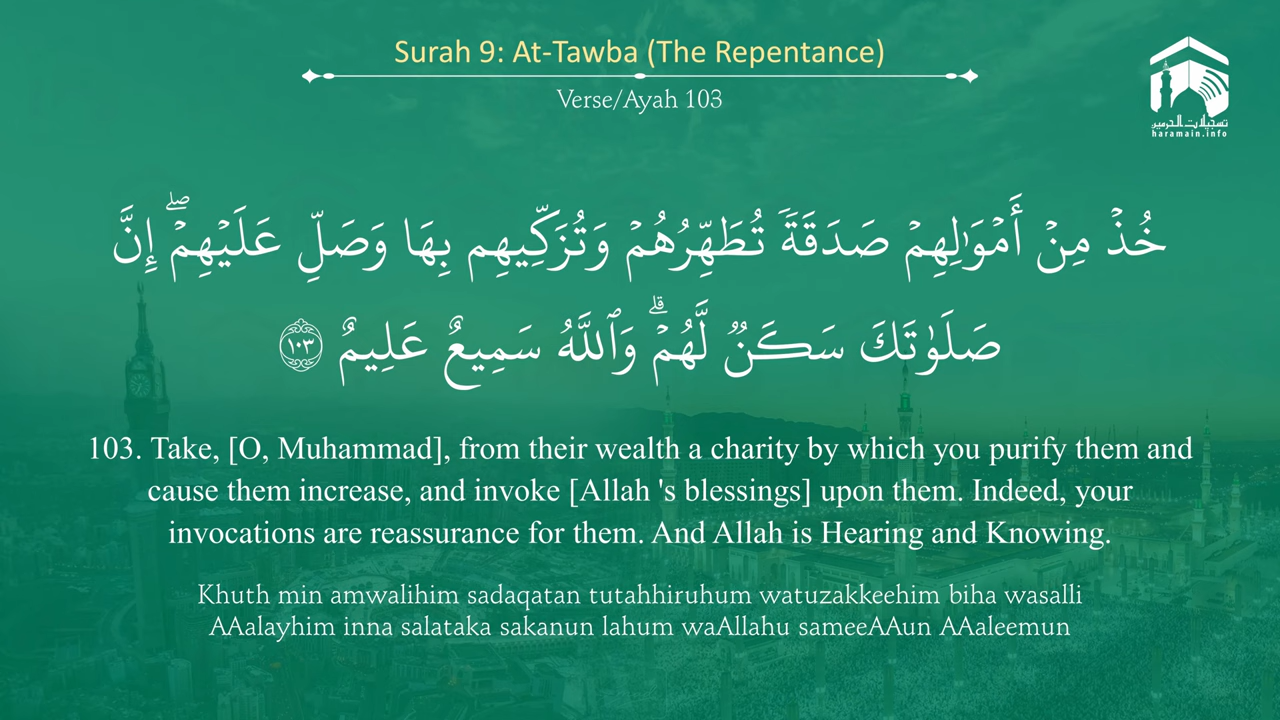 Surah 9: At-Tawba (The Repentance)
Verse/Ayah 103
تسجيلات الحرمين
haramain.info
خُذۡ مِنۡ أَمۡوَٰلِهِمۡ صَدَقَةٗ تُطَهِّرُهُمۡ وَتُزَكِّيهِم بِهَا وَصَلِّ عَلَيۡهِمۡۖ إِنَّ
صَلَوٰتَكَ سَكَنٞ لَّهُمۡۗ وَٱللَّهُ سَمِيعٌ عَلِيمٌ ١٠٣
103. Take, [O, Muhammad], from their wealth a charity by which you purify them and
cause them increase, and invoke [Allah 's blessings] upon them. Indeed, your
invocations are reassurance for them. And Allah is Hearing and Knowing.
Khuth min amwalihim sadaqatan tutahhiruhum watuzakkeehim biha wasalli
AAalayhim inna salataka sakanun lahum waAllahu sameeAAun AAaleemun